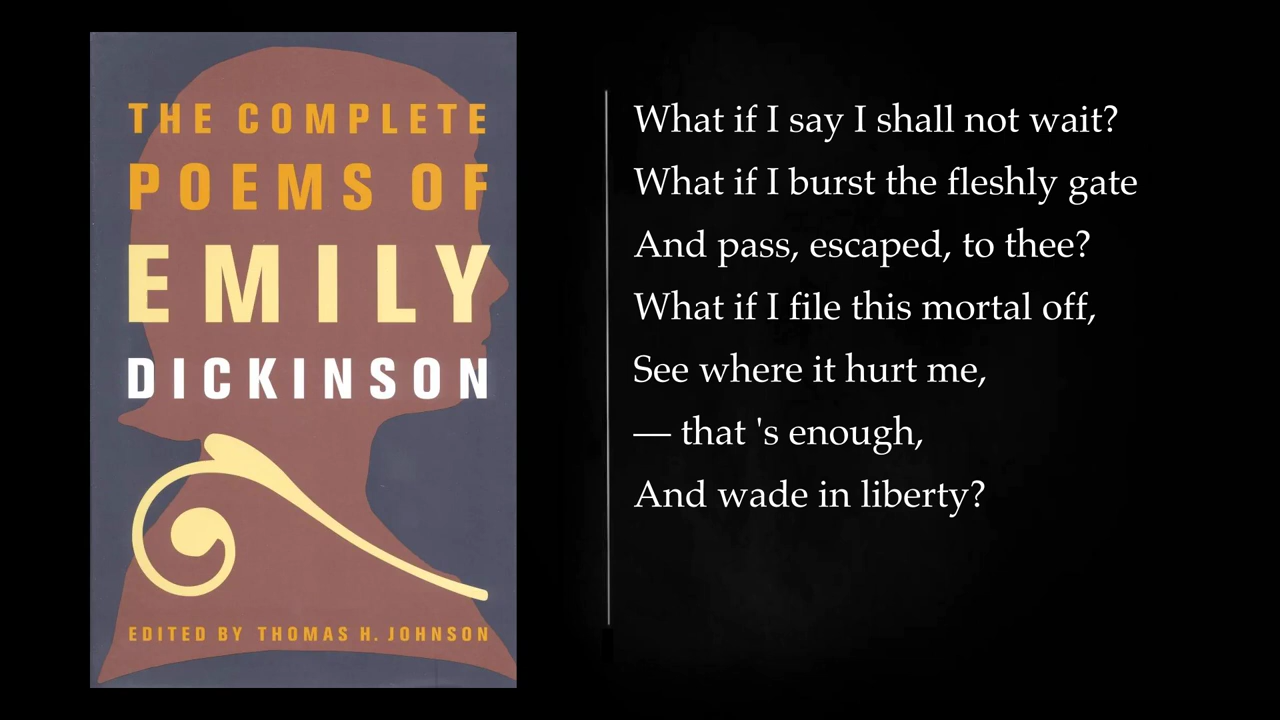 THE COMPLETE
POEMS OF
EMILY
DICKINSON
EDITED BY THOMAS H. JOHNSON
What if I say I shall not wait?
What if I burst the fleshly gate
And pass, escaped, to thee?
What if I file this mortal off,
See where it hurt me,
— that 's enough,
And wade in liberty?